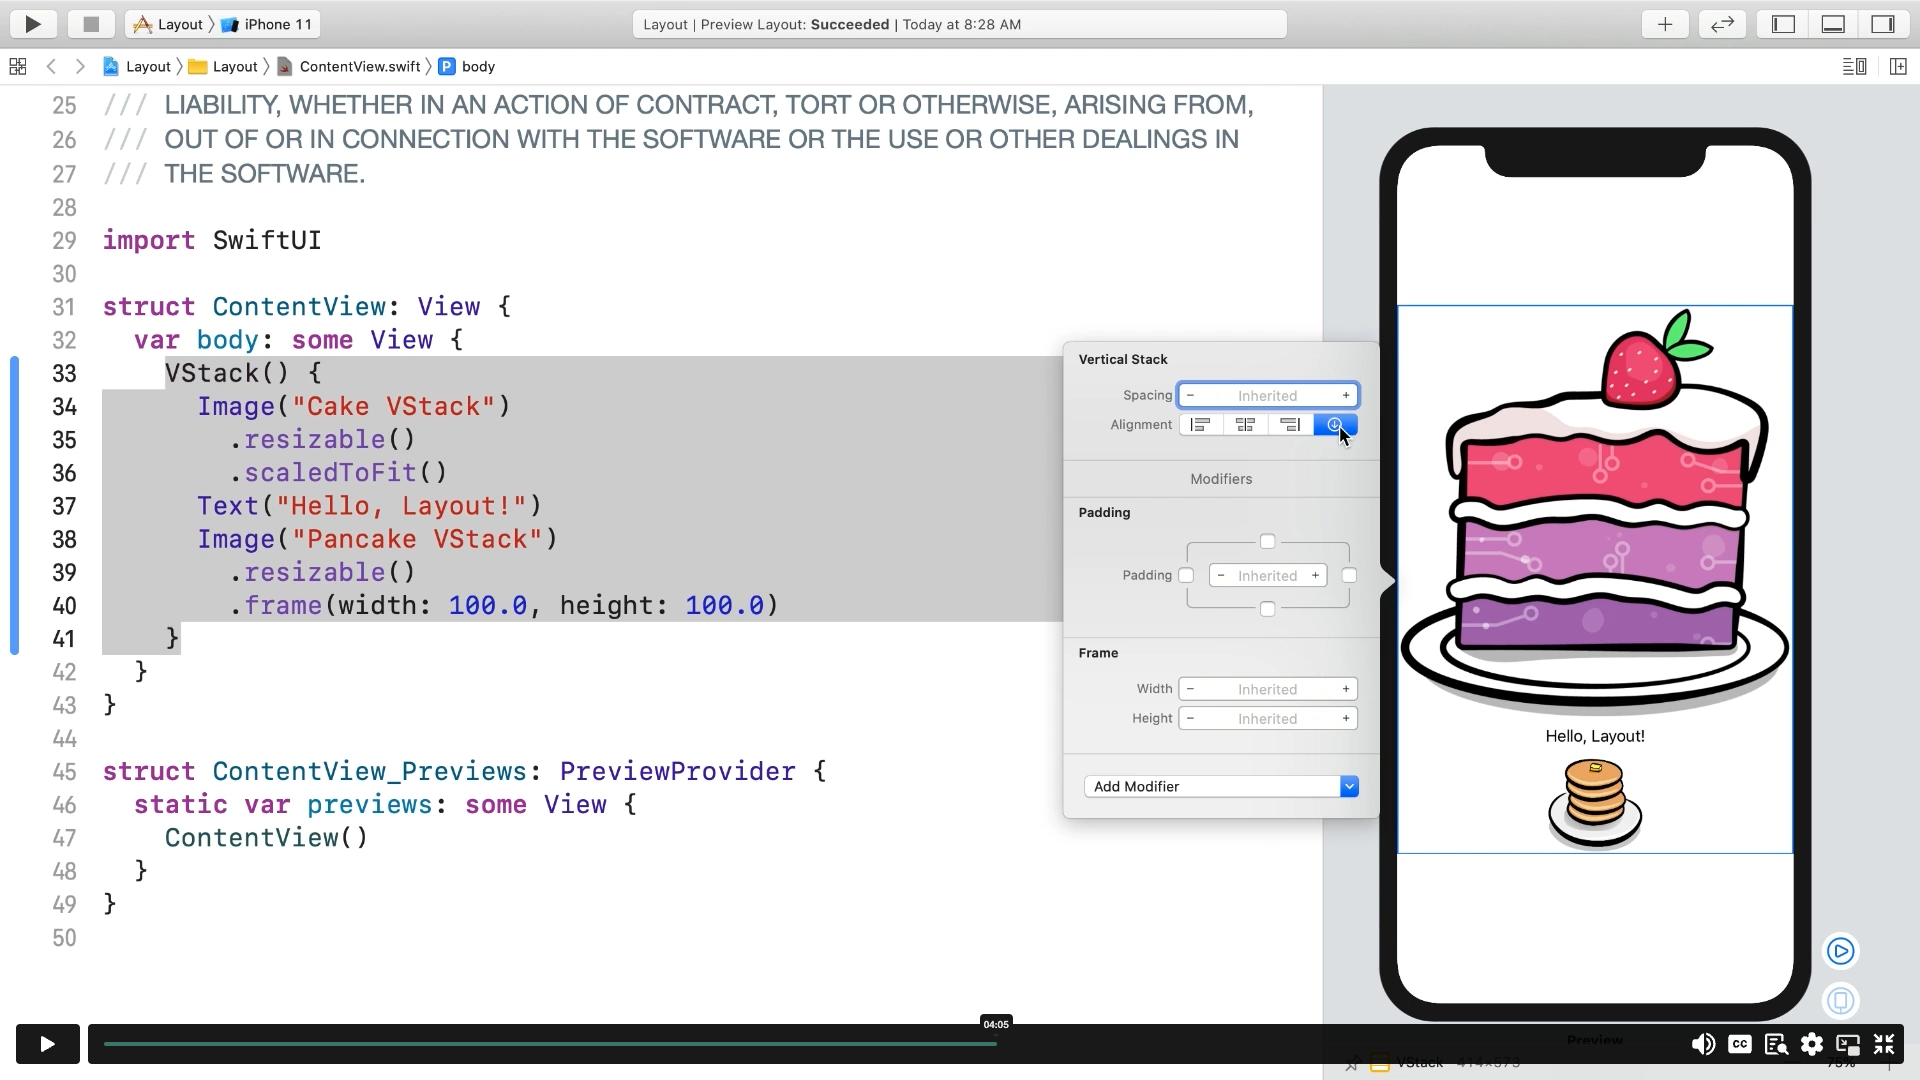 Layout iPhone 11
Layout | Preview Layout: Succeeded | Today at 8:28 AM
Layout Layout ContentView.swift body
25 /// LIABILITY, WHETHER IN AN ACTION OF CONTRACT, TORT OR OTHERWISE, ARISING FROM,
26 /// OUT OF OR IN CONNECTION WITH THE SOFTWARE OR THE USE OR OTHER DEALINGS IN
27 /// THE SOFTWARE.
28
29 import SwiftUI
30
31 struct ContentView: View {
32 var body: some View {
33 VStack() {
34 Image("Cake VStack")
35 .resizable()
36 .scaledToFit()
37 Text("Hello, Layout!")
38 Image("Pancake VStack")
39 .resizable()
40 .frame(width: 100.0, height: 100.0)
41 }
42 }
43 }
44
45 struct ContentView_Previews: PreviewProvider {
46 static var previews: some View {
47 ContentView()
48 }
49 }
50
Vertical Stack
Spacing − Inherited +
Alignment
Modifiers
Padding
Padding − Inherited +
Frame
Width − Inherited +
Height − Inherited +
Add Modifier
Hello, Layout!
04:05
CC
Preview
VStack 414×573
75%